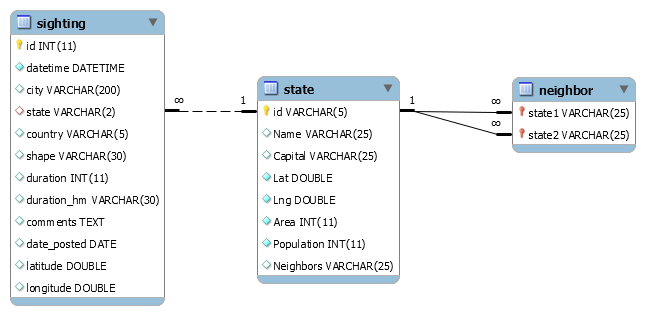 sighting
id INT(11)
datetime DATETIME
city VARCHAR(200)
state VARCHAR(2)
country VARCHAR(5)
shape VARCHAR(30)
duration INT(11)
duration_hm VARCHAR(30)
comments TEXT
date_posted DATE
latitude DOUBLE
longitude DOUBLE
∞
1
state
id VARCHAR(5)
Name VARCHAR(25)
Capital VARCHAR(25)
Lat DOUBLE
Lng DOUBLE
Area INT(11)
Population INT(11)
Neighbors VARCHAR(25)
1
∞
∞
neighbor
state1 VARCHAR(25)
state2 VARCHAR(25)